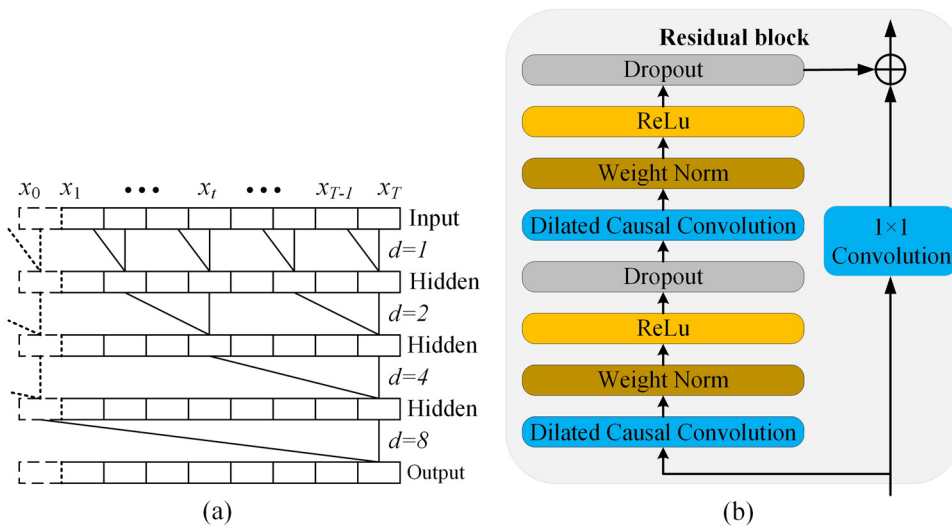 x0 x1 ••• xt ••• xT-1 xT
Input
d=1
Hidden
d=2
Hidden
d=4
Hidden
d=8
Output
(a)
Residual block
Dropout
ReLu
Weight Norm
Dilated Causal Convolution
Dropout
ReLu
Weight Norm
Dilated Causal Convolution
1×1
Convolution
(b)